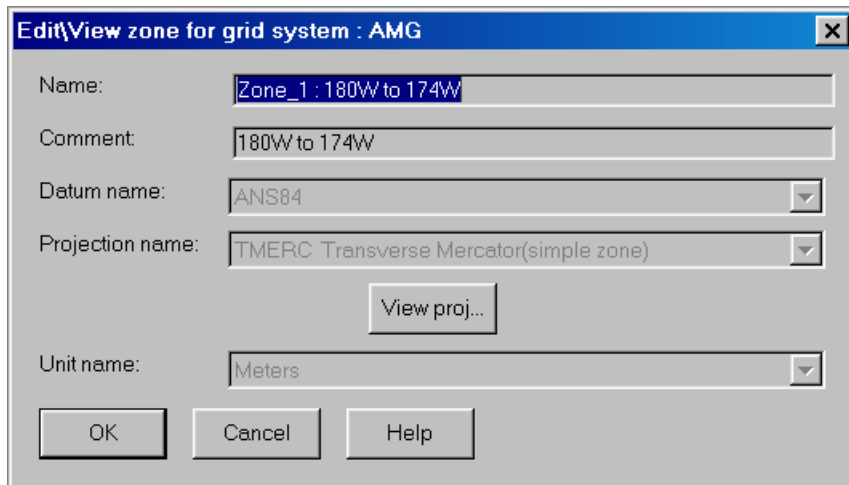 Edit\View zone for grid system : AMG
Name: Zone_1 : 180W to 174W
Comment: 180W to 174W
Datum name: ANS84
Projection name: TMERC Transverse Mercator(simple zone)
View proj...
Unit name: Meters
OK Cancel Help